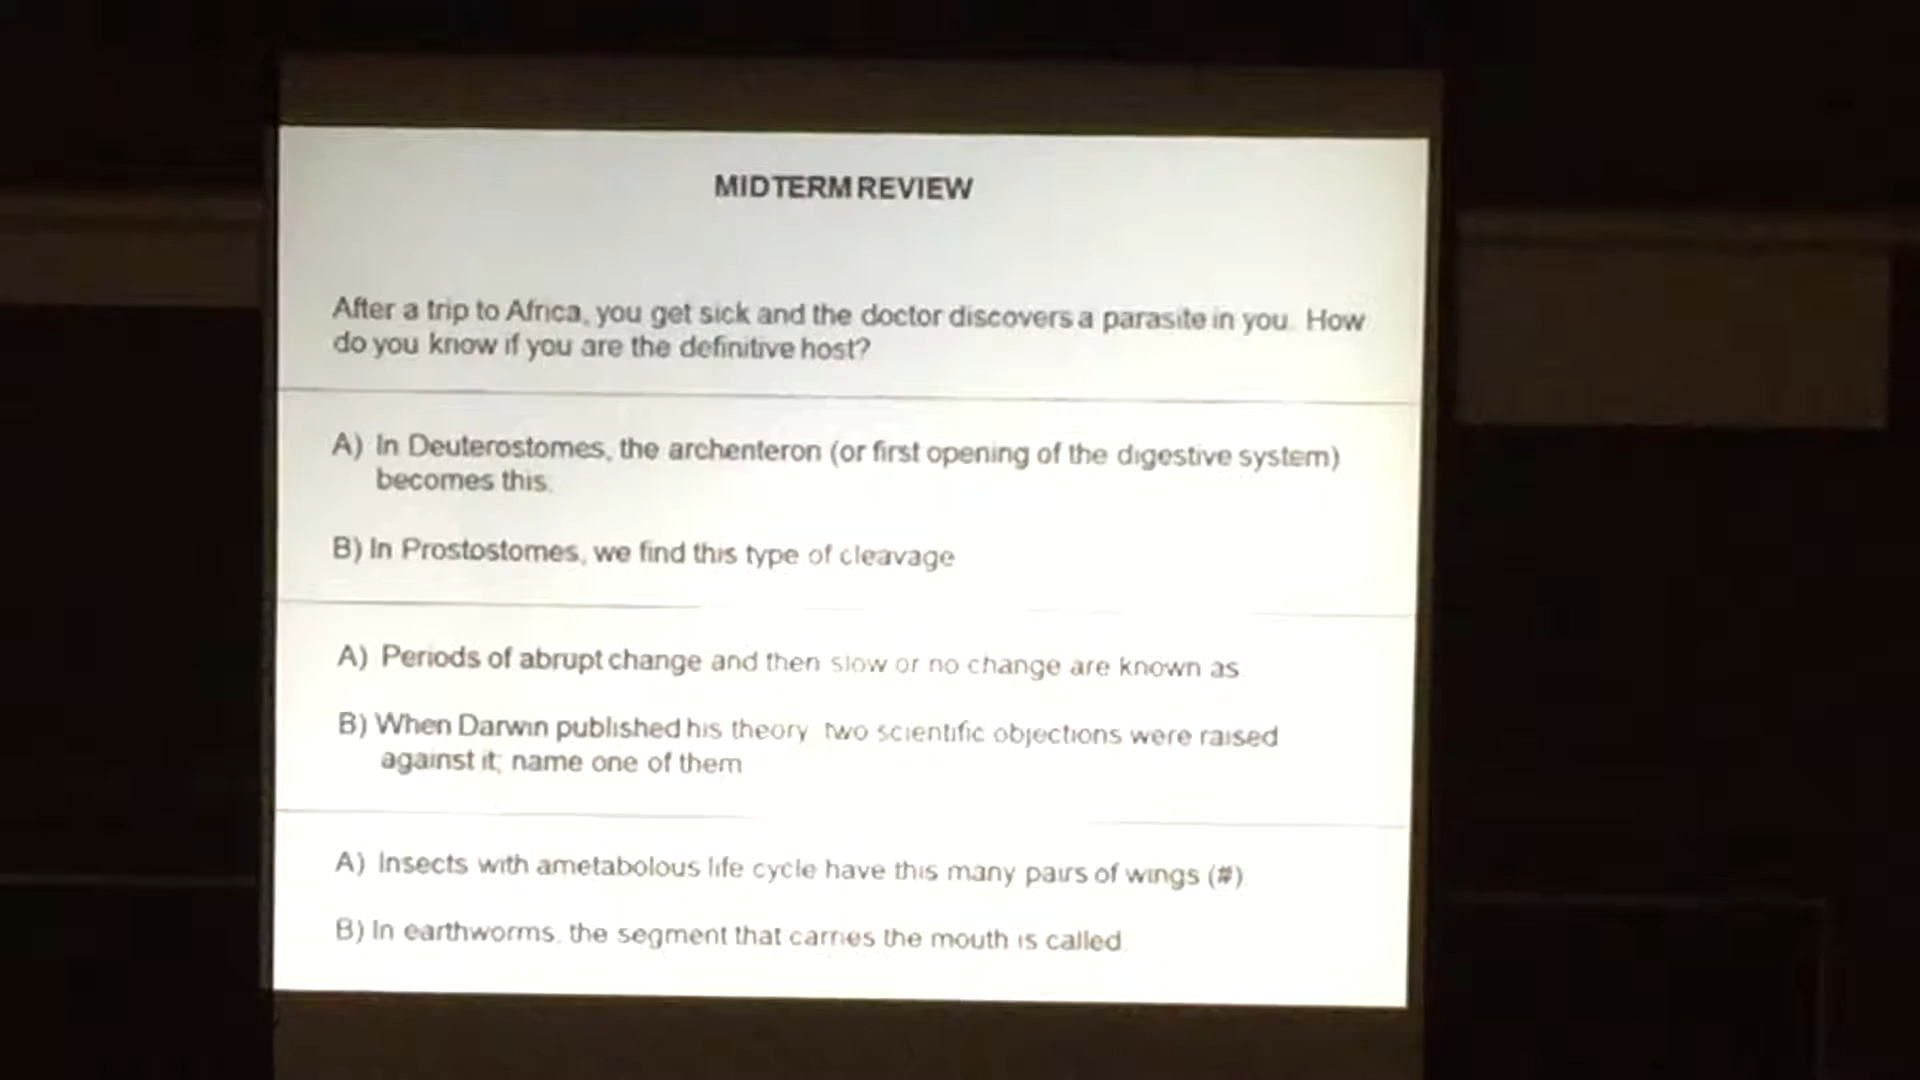 MIDTERM REVIEW
After a trip to Africa, you get sick and the doctor discovers a parasite in you. How
do you know if you are the definitive host?
A) In Deuterostomes, the archenteron (or first opening of the digestive system)
becomes this.
B) In Prostostomes, we find this type of cleavage
A) Periods of abrupt change and then slow or no change are known as
B) When Darwin published his theory two scientific objections were raised
against it; name one of them
A) Insects with ametabolous life cycle have this many pairs of wings (#)
B) In earthworms, the segment that carries the mouth is called